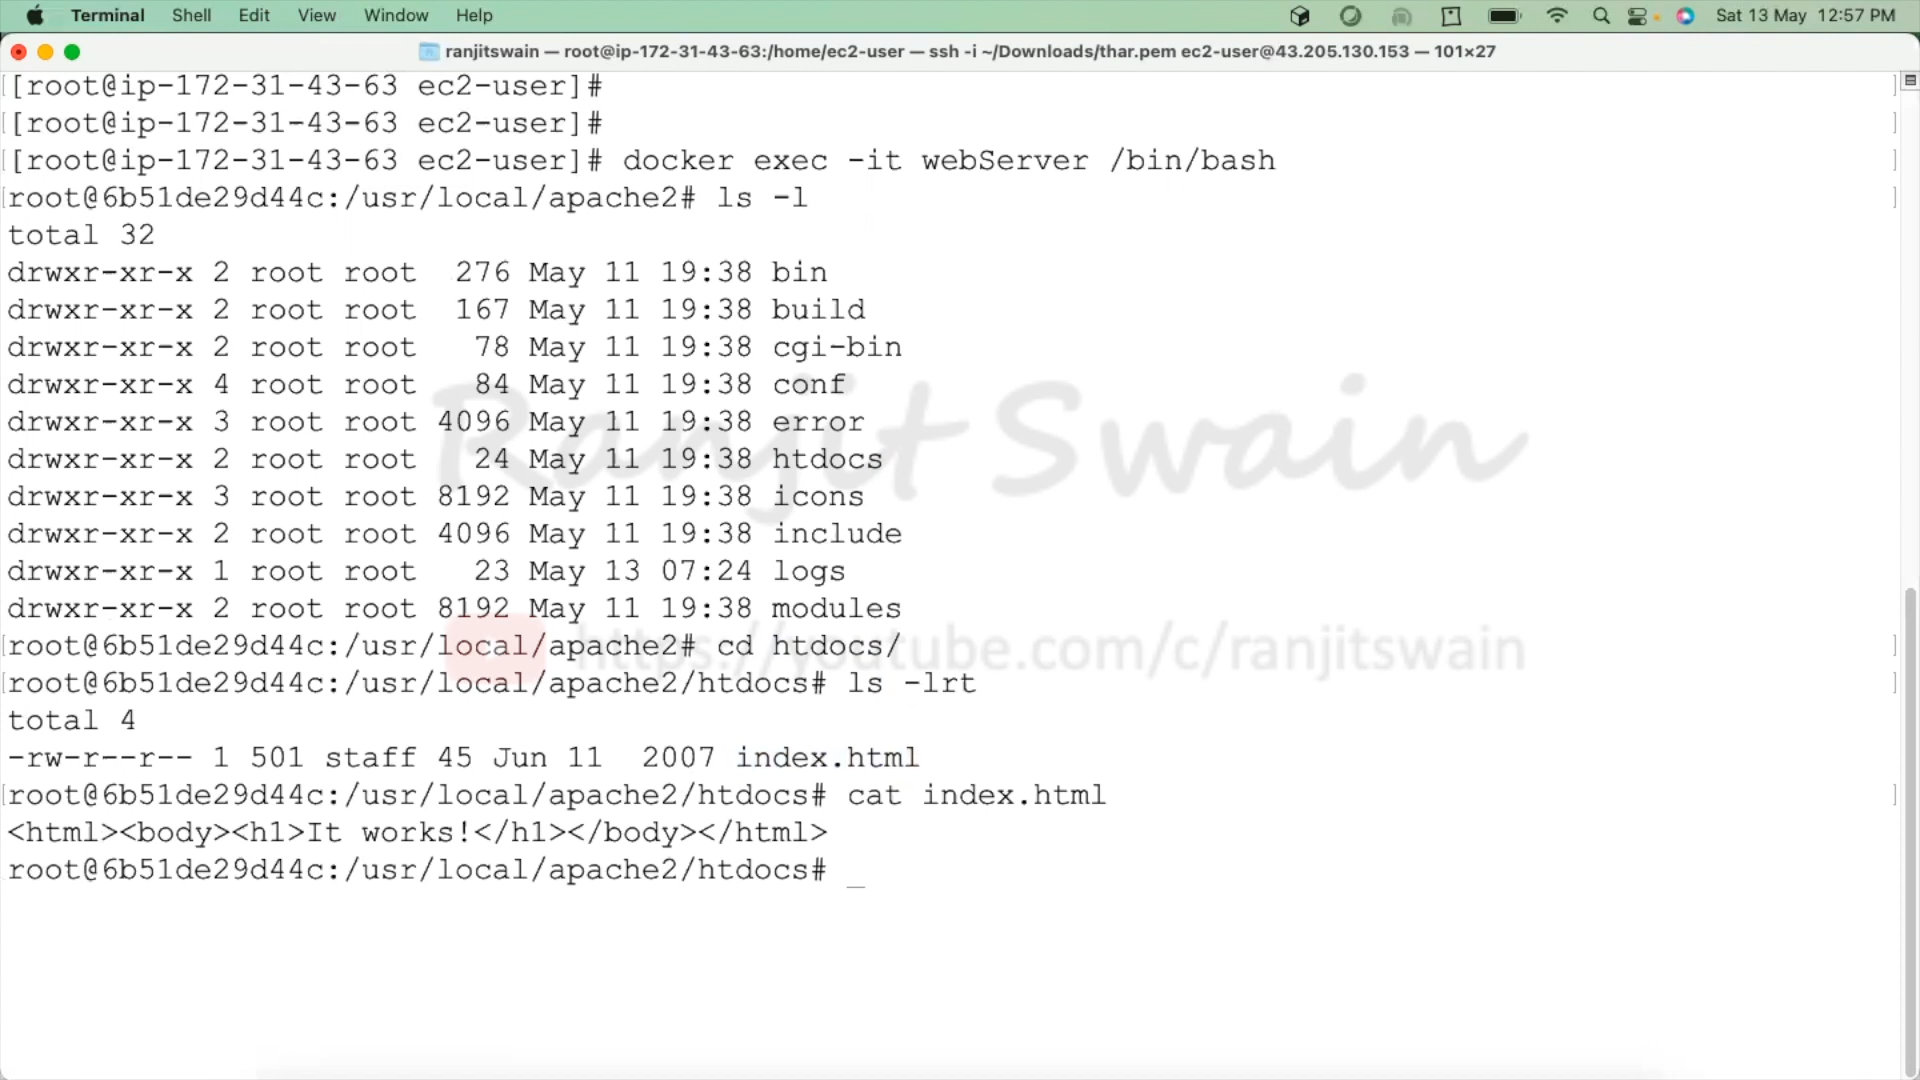 Terminal Shell Edit View Window Help Sat 13 May 12:57 PM
ranjitswain — root@ip-172-31-43-63:/home/ec2-user — ssh -i ~/Downloads/thar.pem ec2-user@43.205.130.153 — 101×27
[[root@ip-172-31-43-63 ec2-user]#
[[root@ip-172-31-43-63 ec2-user]#
[[root@ip-172-31-43-63 ec2-user]# docker exec -it webServer /bin/bash
root@6b51de29d44c:/usr/local/apache2# ls -l
total 32
drwxr-xr-x 2 root root  276 May 11 19:38 bin
drwxr-xr-x 2 root root  167 May 11 19:38 build
drwxr-xr-x 2 root root   78 May 11 19:38 cgi-bin
drwxr-xr-x 4 root root   84 May 11 19:38 conf
drwxr-xr-x 3 root root 4096 May 11 19:38 error
drwxr-xr-x 2 root root   24 May 11 19:38 htdocs
drwxr-xr-x 3 root root 8192 May 11 19:38 icons
drwxr-xr-x 2 root root 4096 May 11 19:38 include
drwxr-xr-x 1 root root   23 May 13 07:24 logs
drwxr-xr-x 2 root root 8192 May 11 19:38 modules
root@6b51de29d44c:/usr/local/apache2# cd htdocs/
root@6b51de29d44c:/usr/local/apache2/htdocs# ls -lrt
total 4
-rw-r--r-- 1 501 staff 45 Jun 11  2007 index.html
root@6b51de29d44c:/usr/local/apache2/htdocs# cat index.html
<html><body><h1>It works!</h1></body></html>
root@6b51de29d44c:/usr/local/apache2/htdocs# _
Ranjit Swain
https://youtube.com/c/ranjitswain